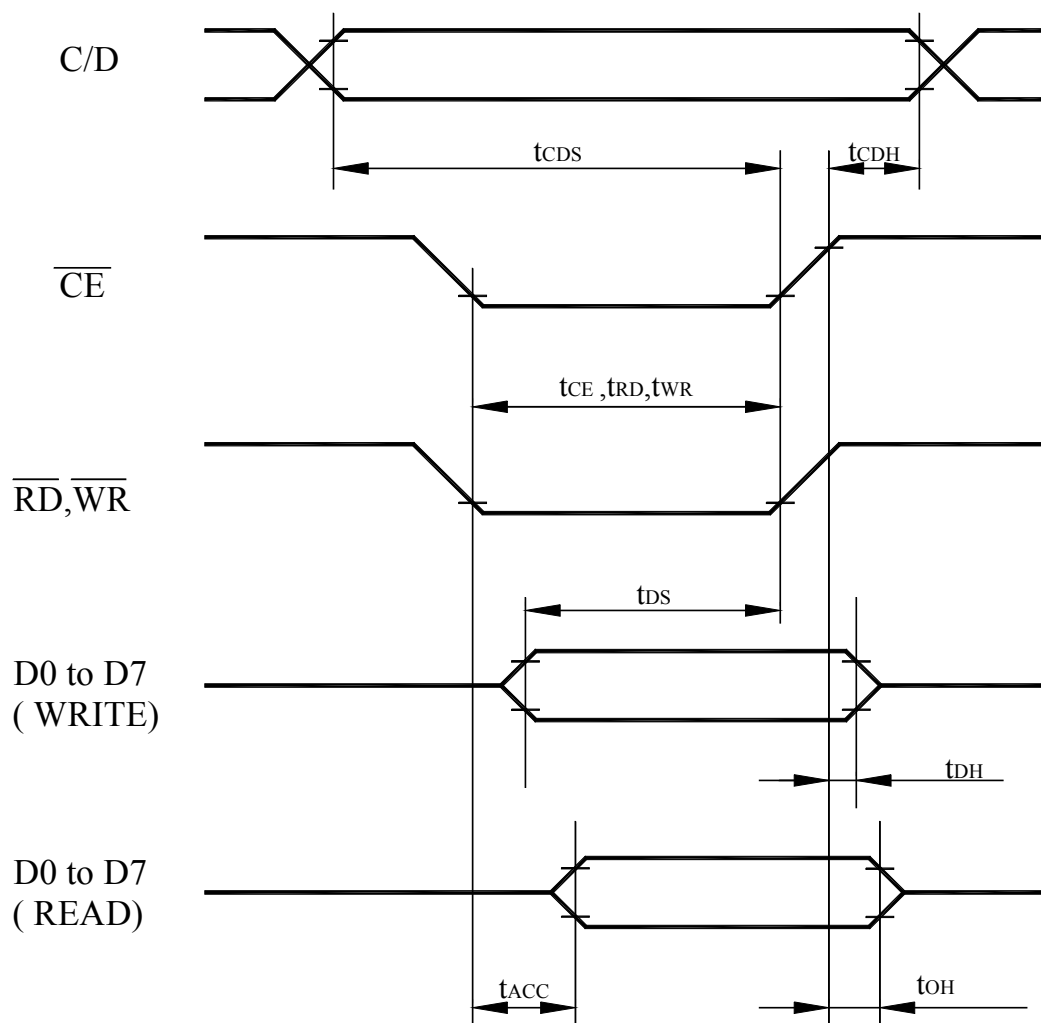 C/D
tCDS
tCDH
CE
tCE ,tRD,tWR
RD,WR
tDS
D0 to D7
( WRITE)
tDH
D0 to D7
( READ)
tACC
tOH